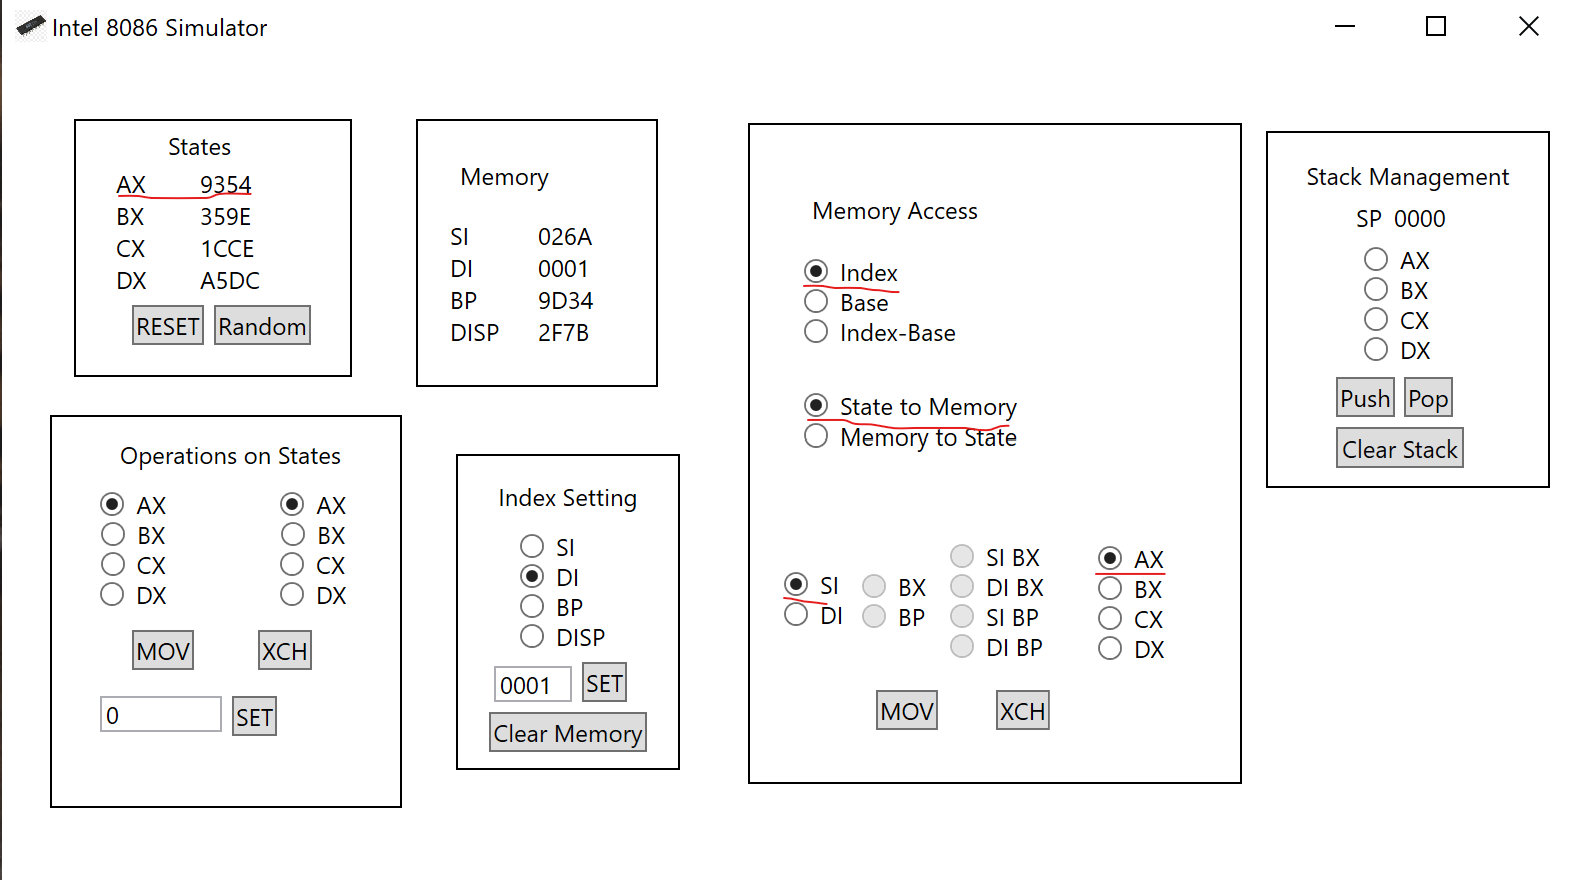 Intel 8086 Simulator
States
AX 9354
BX 359E
CX 1CCE
DX A5DC
RESET Random
Memory
SI 026A
DI 0001
BP 9D34
DISP 2F7B
Operations on States
AX AX
BX BX
CX CX
DX DX
MOV XCH
0 SET
Index Setting
SI
DI
BP
DISP
0001 SET
Clear Memory
Memory Access
Index
Base
Index-Base
State to Memory
Memory to State
SI
DI
BX
BP
SI BX
DI BX
SI BP
DI BP
AX
BX
CX
DX
MOV XCH
Stack Management
SP 0000
AX
BX
CX
DX
Push Pop
Clear Stack